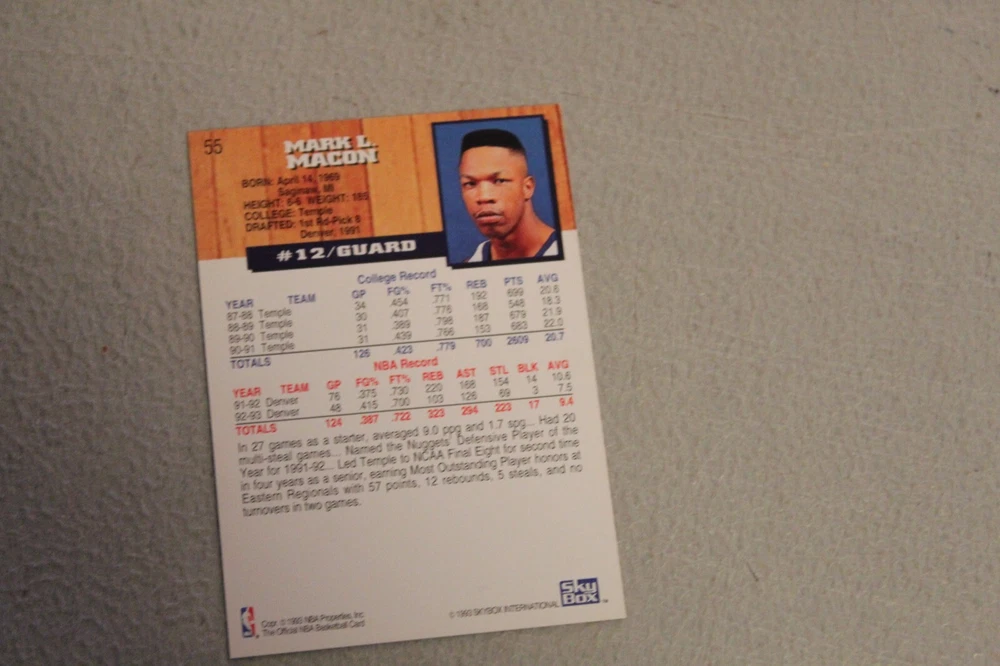 55
MARK L.
MACON
BORN: April 14, 1969
Saginaw, MI
HEIGHT: 6-6 WEIGHT: 185
COLLEGE: Temple
DRAFTED: 1st Rd-Pick 8
Denver, 1991
#12/GUARD
College Record
YEAR TEAM GP FG% FT% REB PTS AVG
87-88 Temple 34 .454 .771 192 699 20.6
88-89 Temple 30 .407 .776 168 548 18.3
89-90 Temple 31 .389 .798 187 679 21.9
90-91 Temple 31 .439 .766 153 683 22.0
TOTALS 126 .423 .779 700 2609 20.7
NBA Record
YEAR TEAM GP FG% FT% REB AST STL BLK AVG
91-92 Denver 76 .375 .730 220 168 154 14 10.6
92-93 Denver 48 .415 .700 103 126 69 3 7.5
TOTALS 124 .387 .722 323 294 223 17 9.4
In 27 games as a starter, averaged 9.0 ppg and 1.7 spg... Had 20
multi-steal games... Named the Nuggets' Defensive Player of the
Year for 1991-92... Led Temple to NCAA Final Eight for second time
in four years as a senior, earning Most Outstanding Player honors at
Eastern Regionals with 57 points, 12 rebounds, 5 steals, and no
turnovers in two games.
NBA
Copr. © 1993 NBA Properties, Inc.
The Official NBA Basketball Card
© 1993 SKYBOX INTERNATIONAL
SkyBox™